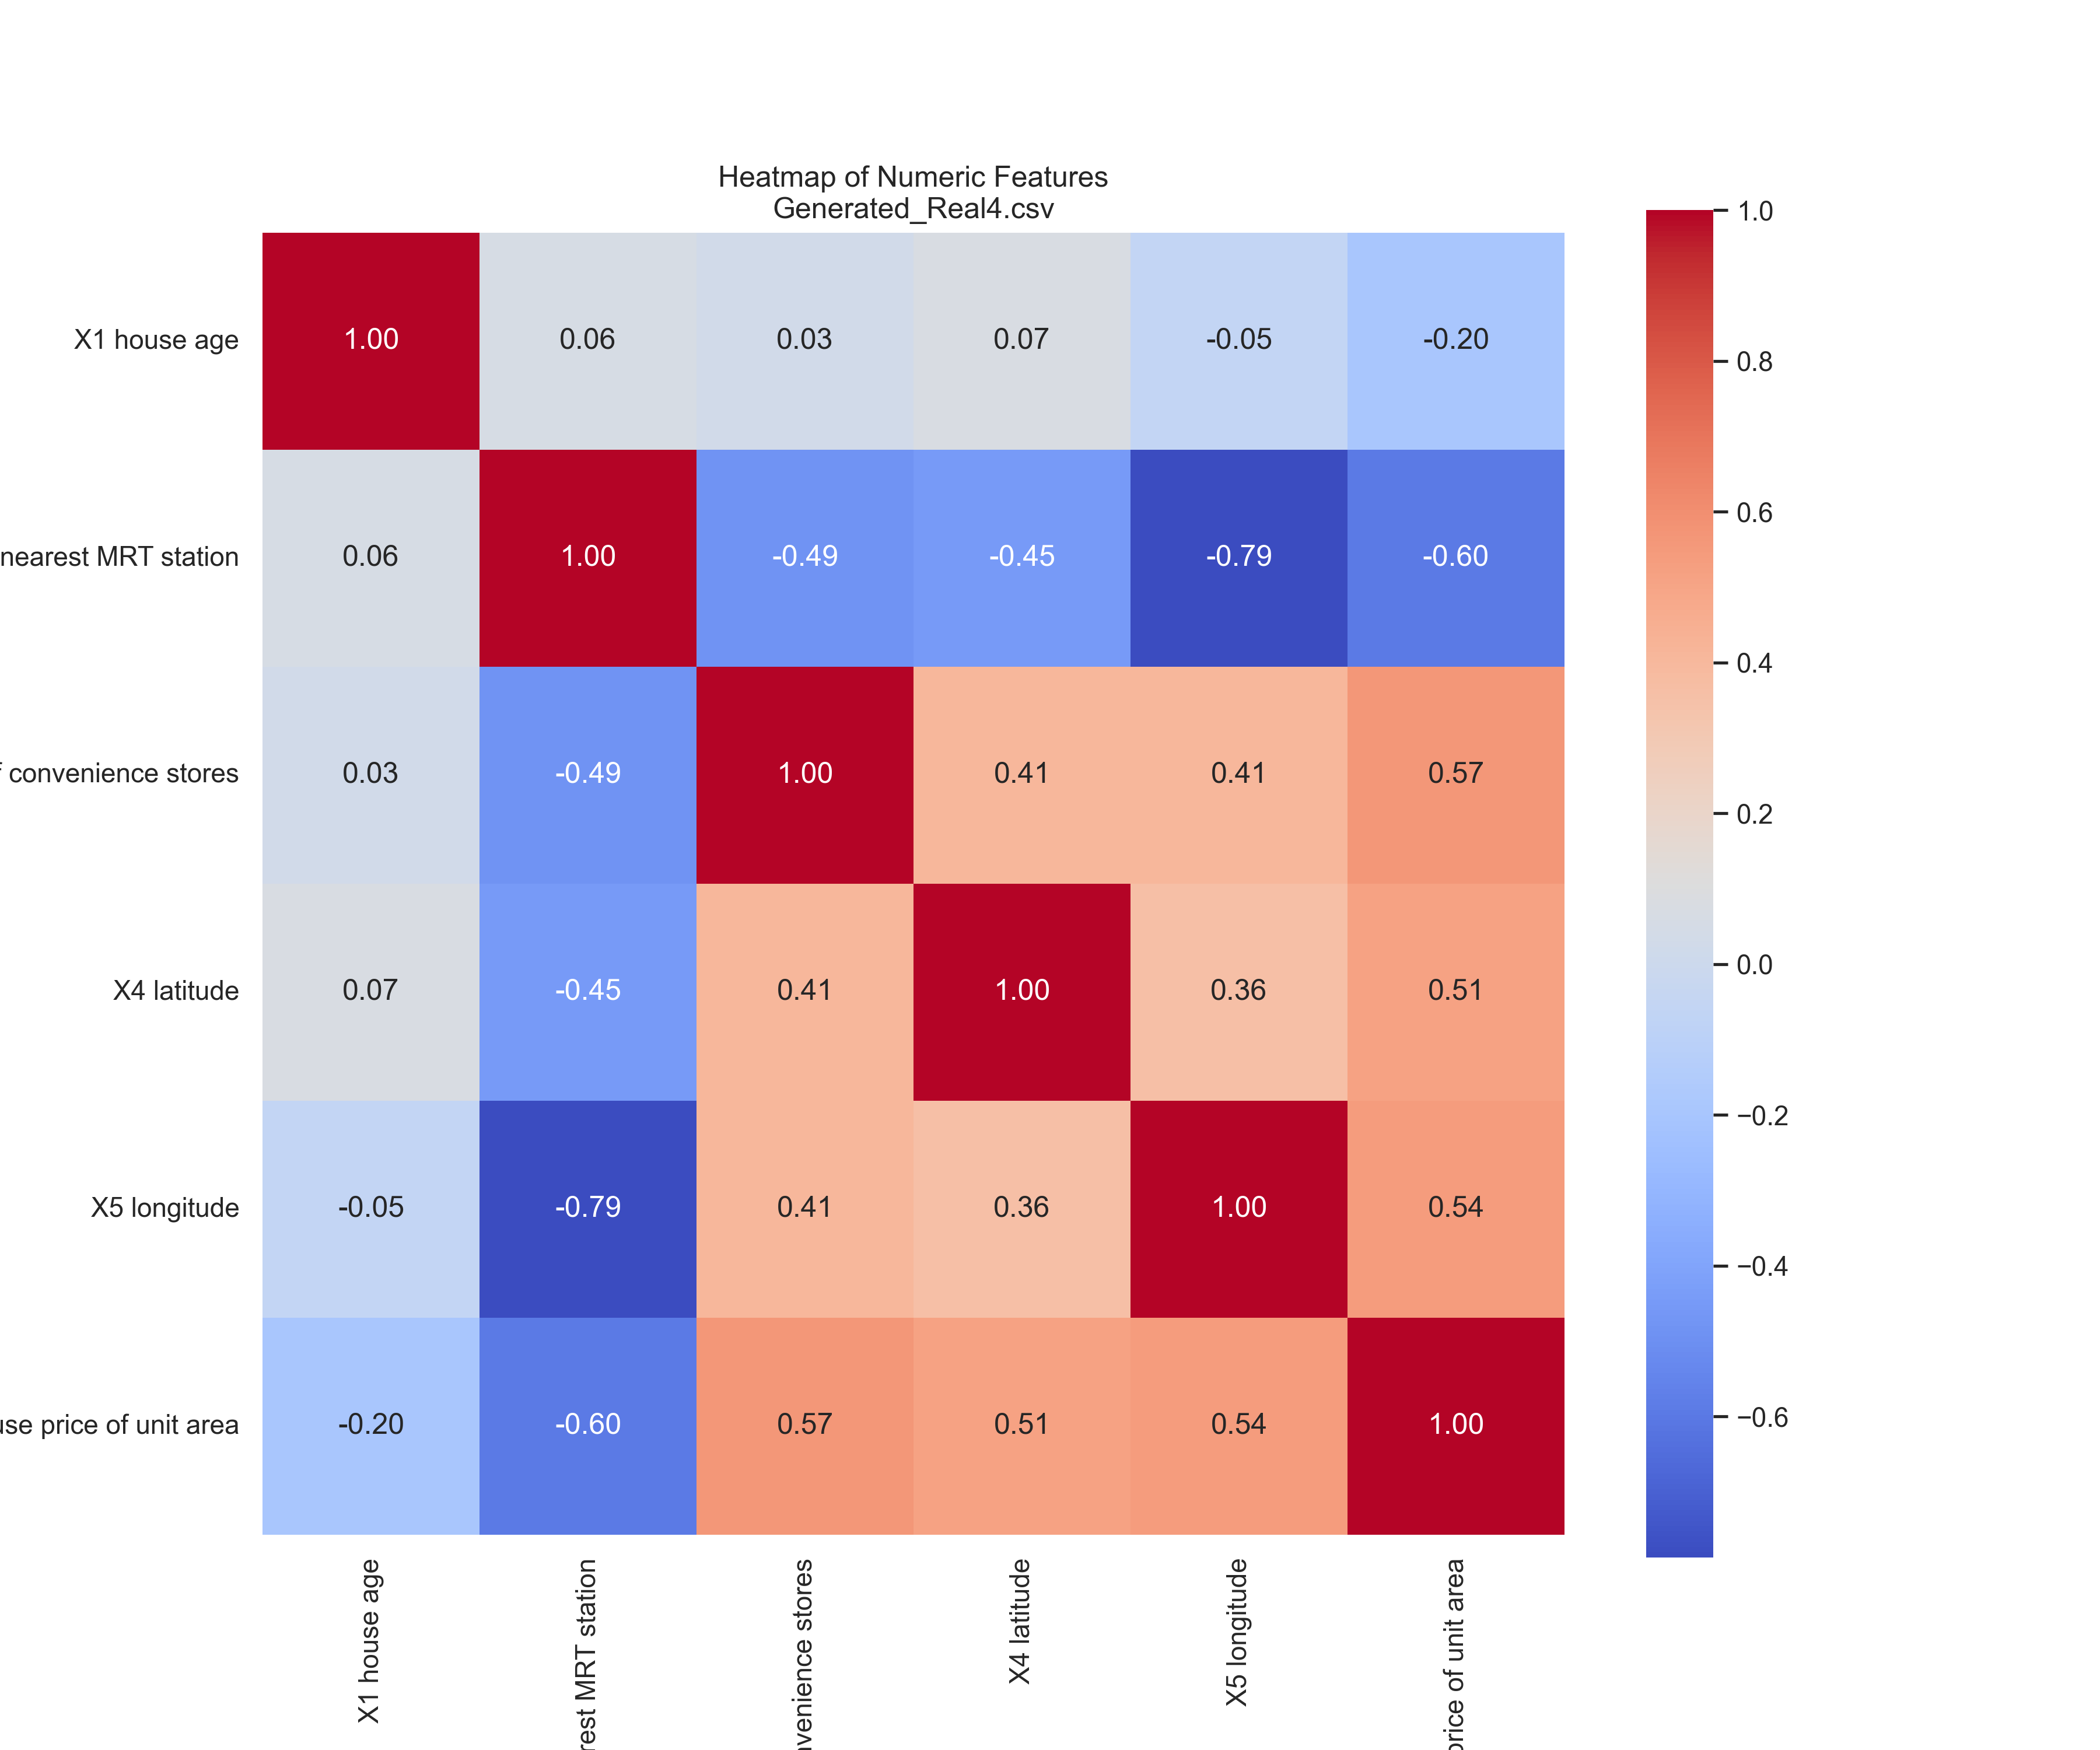 Heatmap of Numeric Features
Generated_Real4.csv
X1 house age
1.00 0.06 0.03 0.07 -0.05 -0.20
nearest MRT station
0.06 1.00 -0.49 -0.45 -0.79 -0.60
convenience stores
0.03 -0.49 1.00 0.41 0.41 0.57
X4 latitude
0.07 -0.45 0.41 1.00 0.36 0.51
X5 longitude
-0.05 -0.79 0.41 0.36 1.00 0.54
price of unit area
-0.20 -0.60 0.57 0.51 0.54 1.00
X1 house age
MRT station
stores
X4 latitude
X5 longitude
price of unit area
1.0
0.8
0.6
0.4
0.2
0.0
−0.2
−0.4
−0.6